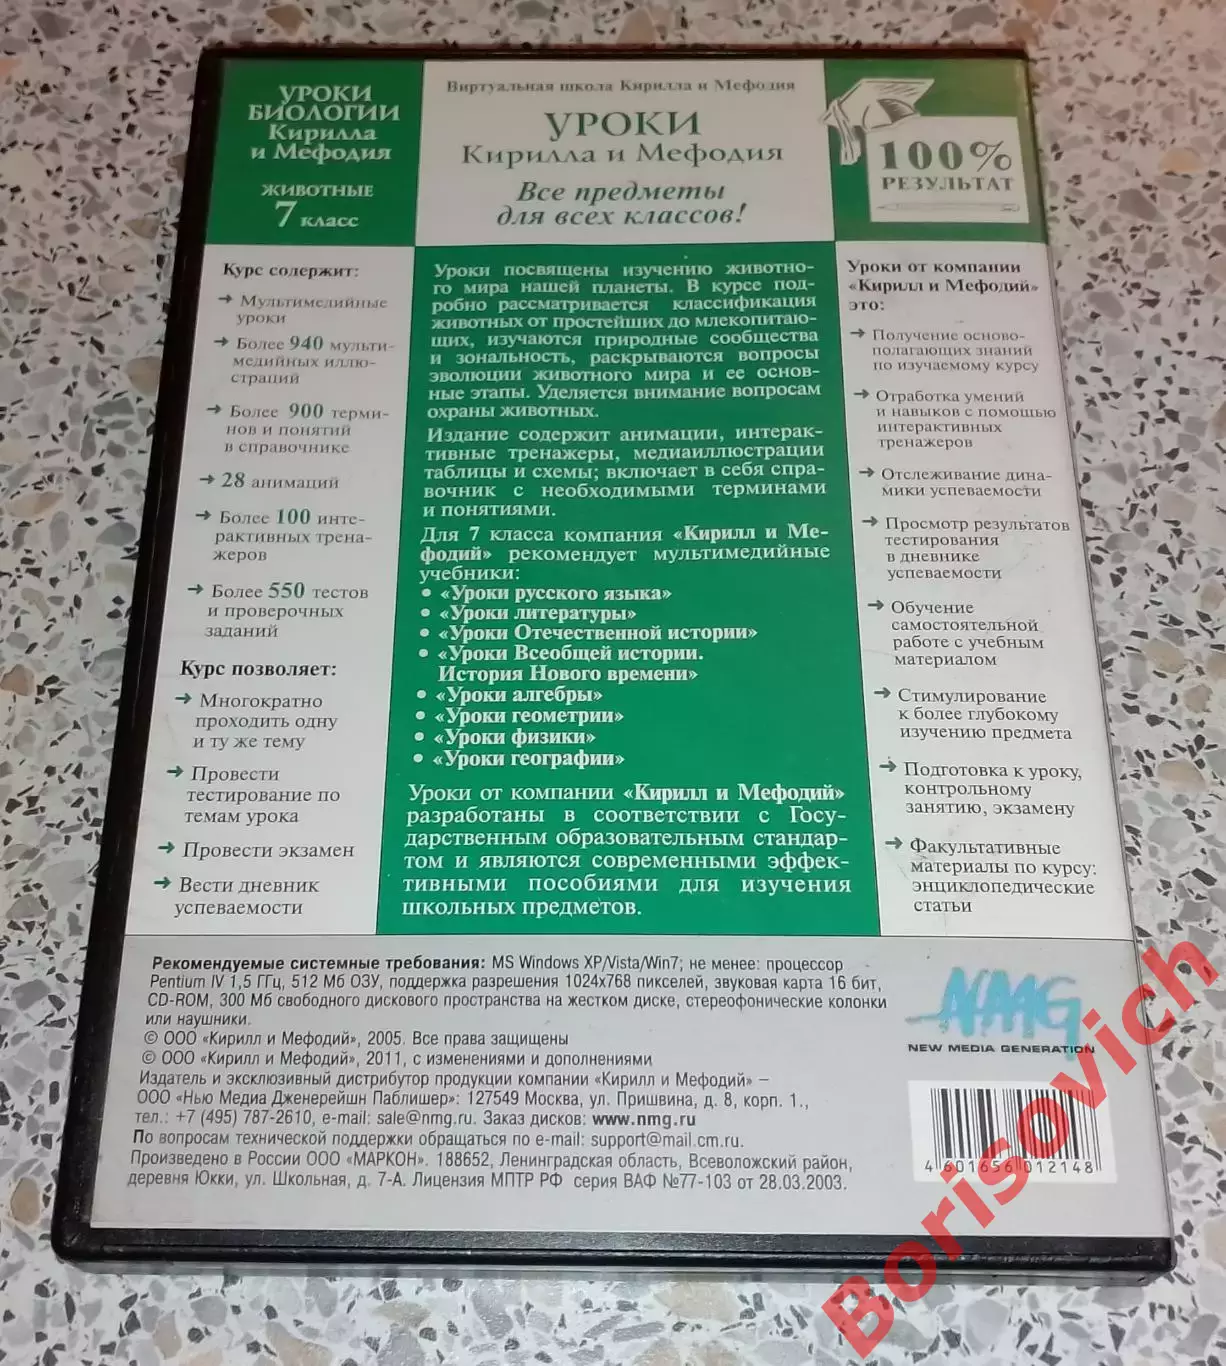 УРОКИ
БИОЛОГИИ
Кирилла
и Мефодия
ЖИВОТНЫЕ
7 класс
Виртуальная школа Кирилла и Мефодия
УРОКИ
Кирилла и Мефодия
Все предметы
для всех классов!
100%
РЕЗУЛЬТАТ
Курс содержит:
→ Мультимедийные
уроки
→ Более 940 мульти-
медийных иллю-
страций
→ Более 900 терми-
нов и понятий
в справочнике
→ 28 анимаций
→ Более 100 инте-
рактивных трена-
жеров
→ Более 550 тестов
и проверочных
заданий
Курс позволяет:
→ Многократно
проходить одну
и ту же тему
→ Провести
тестирование по
темам урока
→ Провести экзамен
→ Вести дневник
успеваемости
Уроки посвящены изучению животно-
го мира нашей планеты. В курсе под-
робно рассматривается классификация
животных от простейших до млекопитаю-
щих, изучаются природные сообщества
и зональность, раскрываются вопросы
эволюции животного мира и ее основ-
ные этапы. Уделяется внимание вопросам
охраны животных.
Издание содержит анимации, интерак-
тивные тренажеры, медиаиллюстрации
таблицы и схемы; включает в себя спра-
вочник с необходимыми терминами
и понятиями.
Для 7 класса компания «Кирилл и Ме-
фодий» рекомендует мультимедийные
учебники:
• «Уроки русского языка»
• «Уроки литературы»
• «Уроки Отечественной истории»
• «Уроки Всеобщей истории.
История Нового времени»
• «Уроки алгебры»
• «Уроки геометрии»
• «Уроки физики»
• «Уроки географии»
Уроки от компании «Кирилл и Мефодий»
разработаны в соответствии с Госу-
дарственным образовательным стандар-
том и являются современными эффек-
тивными пособиями для изучения
школьных предметов.
Уроки от компании
«Кирилл и Мефодий»
это:
→ Получение осново-
полагающих знаний
по изучаемому курсу
→ Отработка умений
и навыков с помощью
интерактивных
тренажеров
→ Отслеживание дина-
мики успеваемости
→ Просмотр результатов
тестирования
в дневнике
успеваемости
→ Обучение
самостоятельной
работе с учебным
материалом
→ Стимулирование
к более глубокому
изучению предмета
→ Подготовка к уроку,
контрольному
занятию, экзамену
→ Факультативные
материалы по курсу:
энциклопедические
статьи
Рекомендуемые системные требования: MS Windows XP/Vista/Win7; не менее: процессор
Pentium IV 1,5 ГГц, 512 Мб ОЗУ, поддержка разрешения 1024x768 пикселей, звуковая карта 16 бит,
CD-ROM, 300 Мб свободного дискового пространства на жестком диске, стереофонические колонки
или наушники.
© ООО «Кирилл и Мефодий», 2005. Все права защищены
© ООО «Кирилл и Мефодий», 2011, с изменениями и дополнениями
Издатель и эксклюзивный дистрибутор продукции компании «Кирилл и Мефодий» –
ООО «Нью Медиа Дженерейшн Паблишер»: 127549 Москва, ул. Пришвина, д. 8, корп. 1.,
тел.: +7 (495) 787-2610, e-mail: sale@nmg.ru. Заказ дисков: www.nmg.ru
По вопросам технической поддержки обращаться по e-mail: support@mail.cm.ru.
Произведено в России ООО «МАРКОН». 188652, Ленинградская область, Всеволожский район,
деревня Юкки, ул. Школьная, д. 7-А. Лицензия МПТР РФ серия ВАФ №77-103 от 28.03.2003.
NMG
NEW MEDIA GENERATION
4 601656 012148
Borisovich